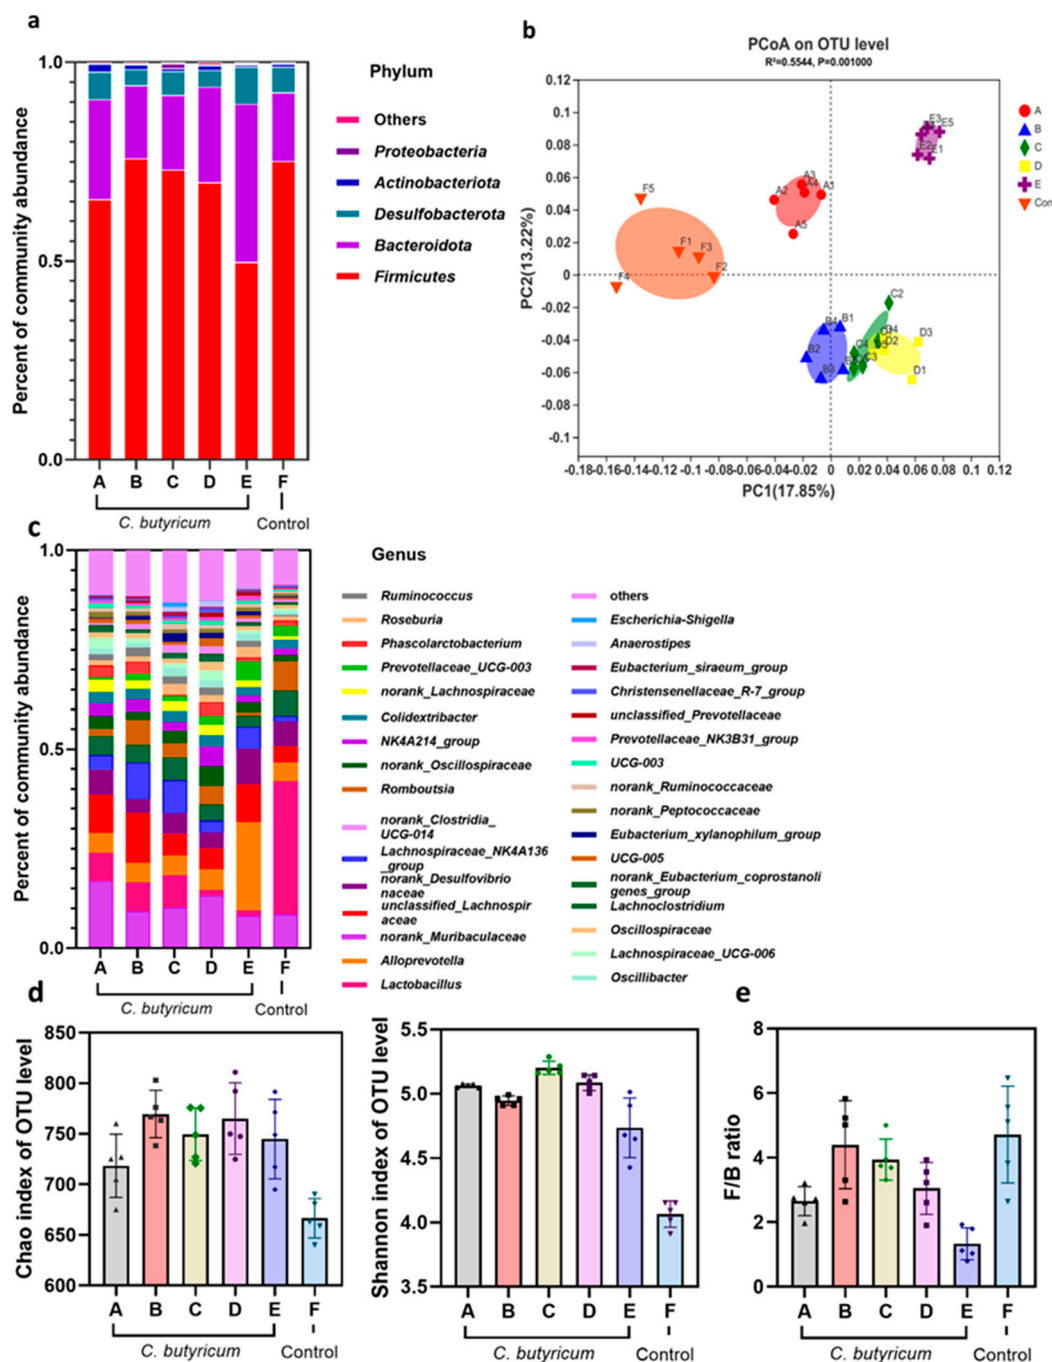 a
Percent of community abundance
1.0
0.5
0.0
A B C D E F
C. butyricum
Control
Phylum
Others
Proteobacteria
Actinobacteriota
Desulfobacterota
Bacteroidota
Firmicutes
b
PCoA on OTU level
R²=0.5544, P=0.001000
PC2(13.22%)
0.12
0.1
0.08
0.06
0.04
0.02
0
-0.02
-0.04
-0.06
-0.08
-0.1
-0.18 -0.16 -0.14 -0.12 -0.1 -0.08 -0.06 -0.04 -0.02 0 0.02 0.04 0.06 0.08 0.1 0.12
PC1(17.85%)
E3 E5
E2 E1
A3
A2 A4 A1
A5
F5
F1 F3
F4 F2
C2
B4 B1
B2
B3
C4
C3
D4
D2 D3
D1
A
B
C
D
E
Con
c
Percent of community abundance
1.0
0.5
0.0
A B C D E F
C. butyricum
Control
Genus
Ruminococcus
Roseburia
Phascolarctobacterium
Prevotellaceae_UCG-003
norank_Lachnospiraceae
Colidextribacter
NK4A214_group
norank_Oscillospiraceae
Romboutsia
norank_Clostridia_
UCG-014
Lachnospiraceae_NK4A136
_group
norank_Desulfovibrio
naceae
unclassified_Lachnospir
aceae
norank_Muribaculaceae
Alloprevotella
Lactobacillus
others
Escherichia-Shigella
Anaerostipes
Eubacterium_siraeum_group
Christensenellaceae_R-7_group
unclassified_Prevotellaceae
Prevotellaceae_NK3B31_group
UCG-003
norank_Ruminococcaceae
norank_Peptococcaceae
Eubacterium_xylanophilum_group
UCG-005
norank_Eubacterium_coprostanoli
genes_group
Lachnoclostridium
Oscillospiraceae
Lachnospiraceae_UCG-006
Oscillibacter
d
Chao index of OTU level
850
800
750
700
650
600
A B C D E F
C. butyricum
Control
Shannon index of OTU level
5.5
5.0
4.5
4.0
3.5
A B C D E F
C. butyricum
Control
e
F/B ratio
8
6
4
2
0
A B C D E F
C. butyricum
Control